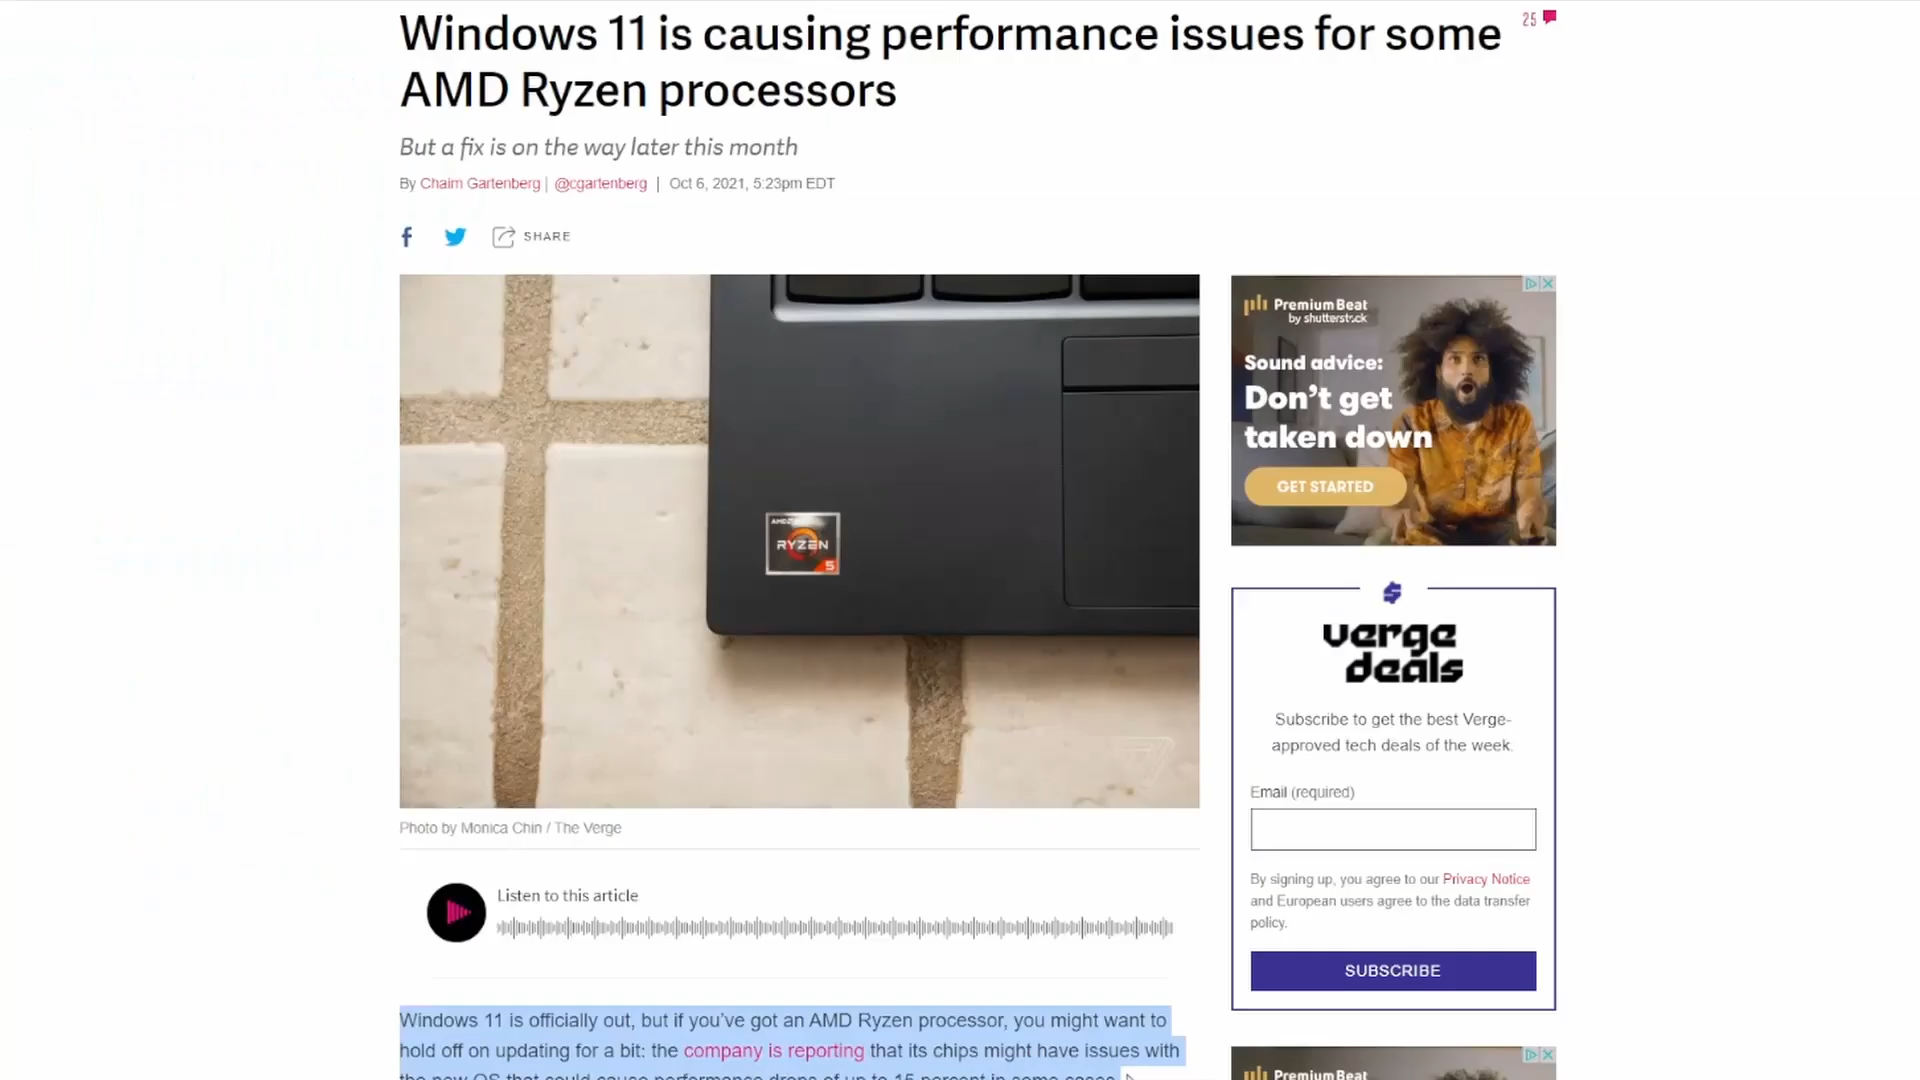 Windows 11 is causing performance issues for some
AMD Ryzen processors
25
But a fix is on the way later this month
By Chaim Gartenberg | @cgartenberg | Oct 6, 2021, 5:23pm EDT
f
SHARE
AMD
RYZEN
5
Photo by Monica Chin / The Verge
Listen to this article
Windows 11 is officially out, but if you've got an AMD Ryzen processor, you might want to
hold off on updating for a bit: the company is reporting that its chips might have issues with
the new OS that could cause performance drops of up to 15 percent in some cases.
PremiumBeat
by shutterstock
Sound advice:
Don't get
taken down
GET STARTED
$
verge
deals
Subscribe to get the best Verge-
approved tech deals of the week.
Email (required)
By signing up, you agree to our Privacy Notice
and European users agree to the data transfer
policy.
SUBSCRIBE
PremiumBeat